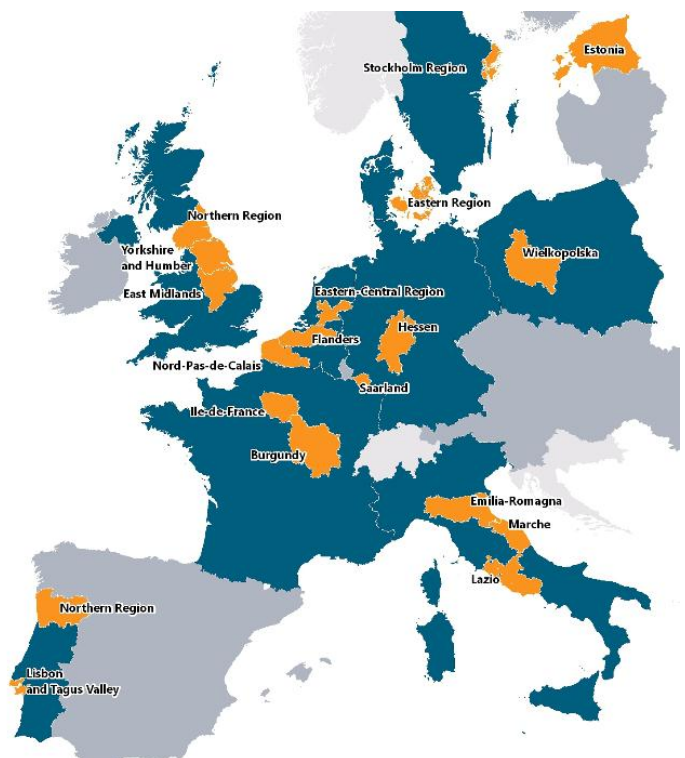 Estonia
Stockholm Region
Eastern Region
Northern Region
Yorkshire
and Humber
Wielkopolska
East Midlands
Eastern-Central Region
Hessen
Flanders
Nord-Pas-de-Calais
Saarland
Ile-de-France
Burgundy
Emilia-Romagna
Marche
Lazio
Northern Region
Lisbon
and Tagus Valley